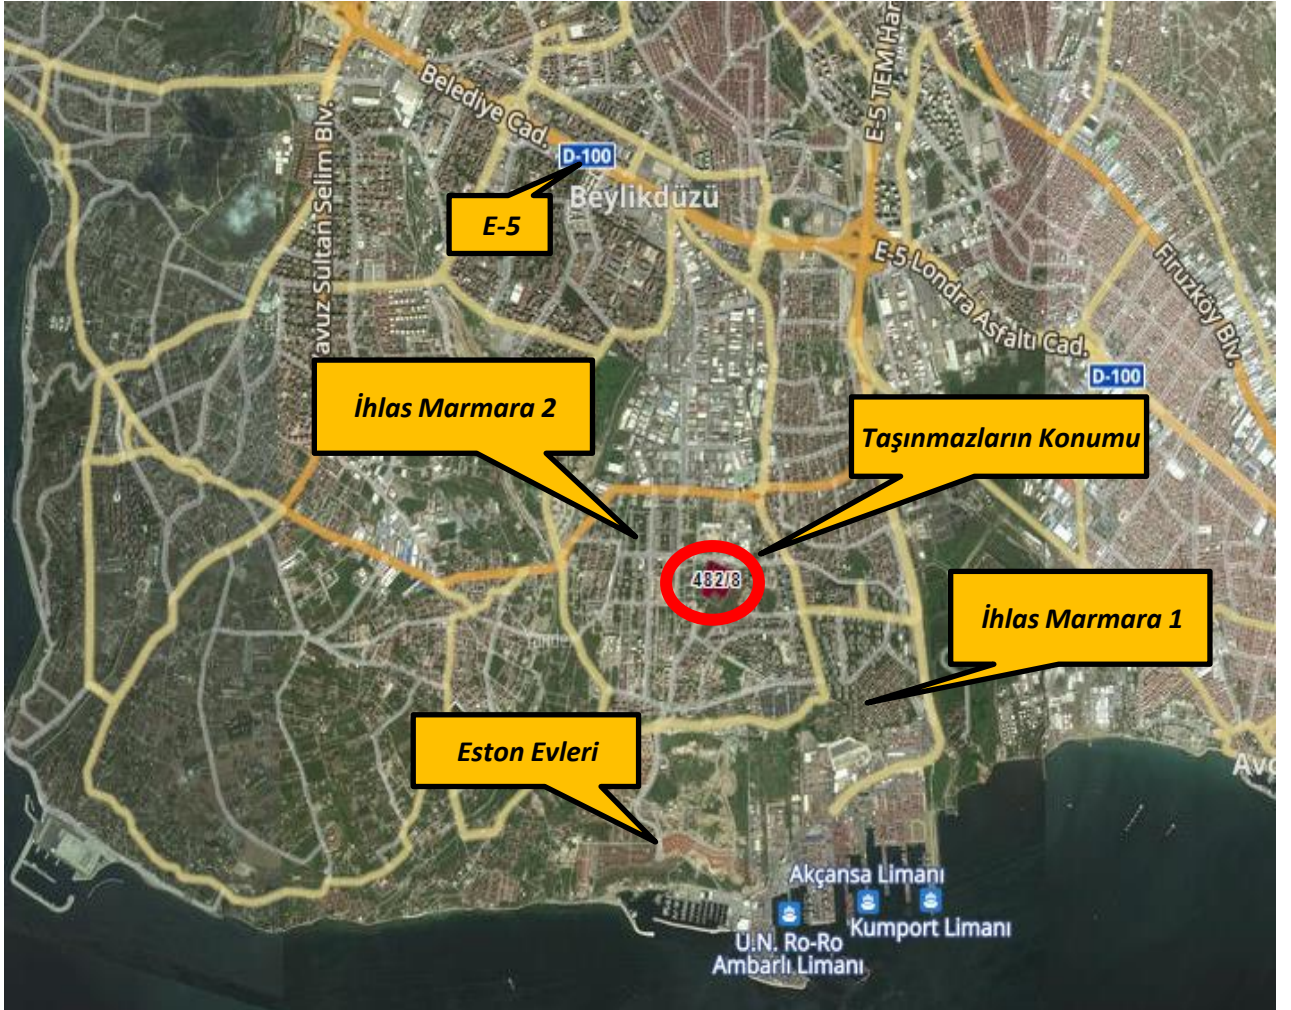 E-5 TEM Har
Belediye Cad.
D-100
Beylikdüzü
E-5
avuz Sultan Selim Blv.
E-5 Londra Asfaltı Cad.
Firuzköy Blv.
D-100
İhlas Marmara 2
Taşınmazların Konumu
482/8
İhlas Marmara 1
Eston Evleri
Avc
Akçansa Limanı
Kumport Limanı
U.N. Ro-Ro
Ambarlı Limanı